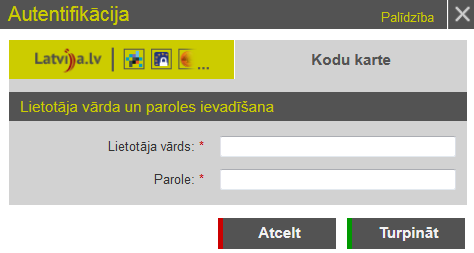 Autentifikācija
Palīdzība
Latvija.lv
...
Kodu karte
Lietotāja vārda un paroles ievadīšana
Lietotāja vārds: *
Parole: *
Atcelt
Turpināt